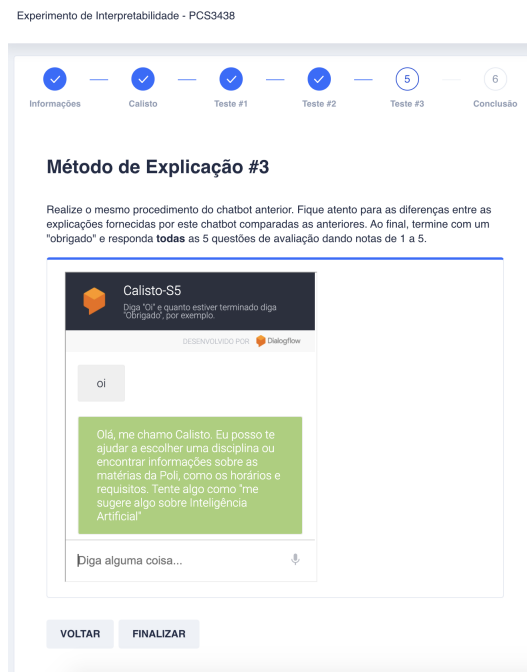 Experimento de Interpretabilidade - PCS3438
5
6
Informações
Calisto
Teste #1
Teste #2
Teste #3
Conclusão
Método de Explicação #3
Realize o mesmo procedimento do chatbot anterior. Fique atento para as diferenças entre as
explicações fornecidas por este chatbot comparadas as anteriores. Ao final, termine com um
"obrigado" e responda todas as 5 questões de avaliação dando notas de 1 a 5.
Calisto-S5
Diga "Oi" e quanto estiver terminado diga
"Obrigado", por exemplo.
DESENVOLVIDO POR Dialogflow
oi
Olá, me chamo Calisto. Eu posso te
ajudar a escolher uma disciplina ou
encontrar informações sobre as
matérias da Poli, como os horários e
requisitos. Tente algo como "me
sugere algo sobre Inteligência
Artificial"
Diga alguma coisa...
VOLTAR
FINALIZAR